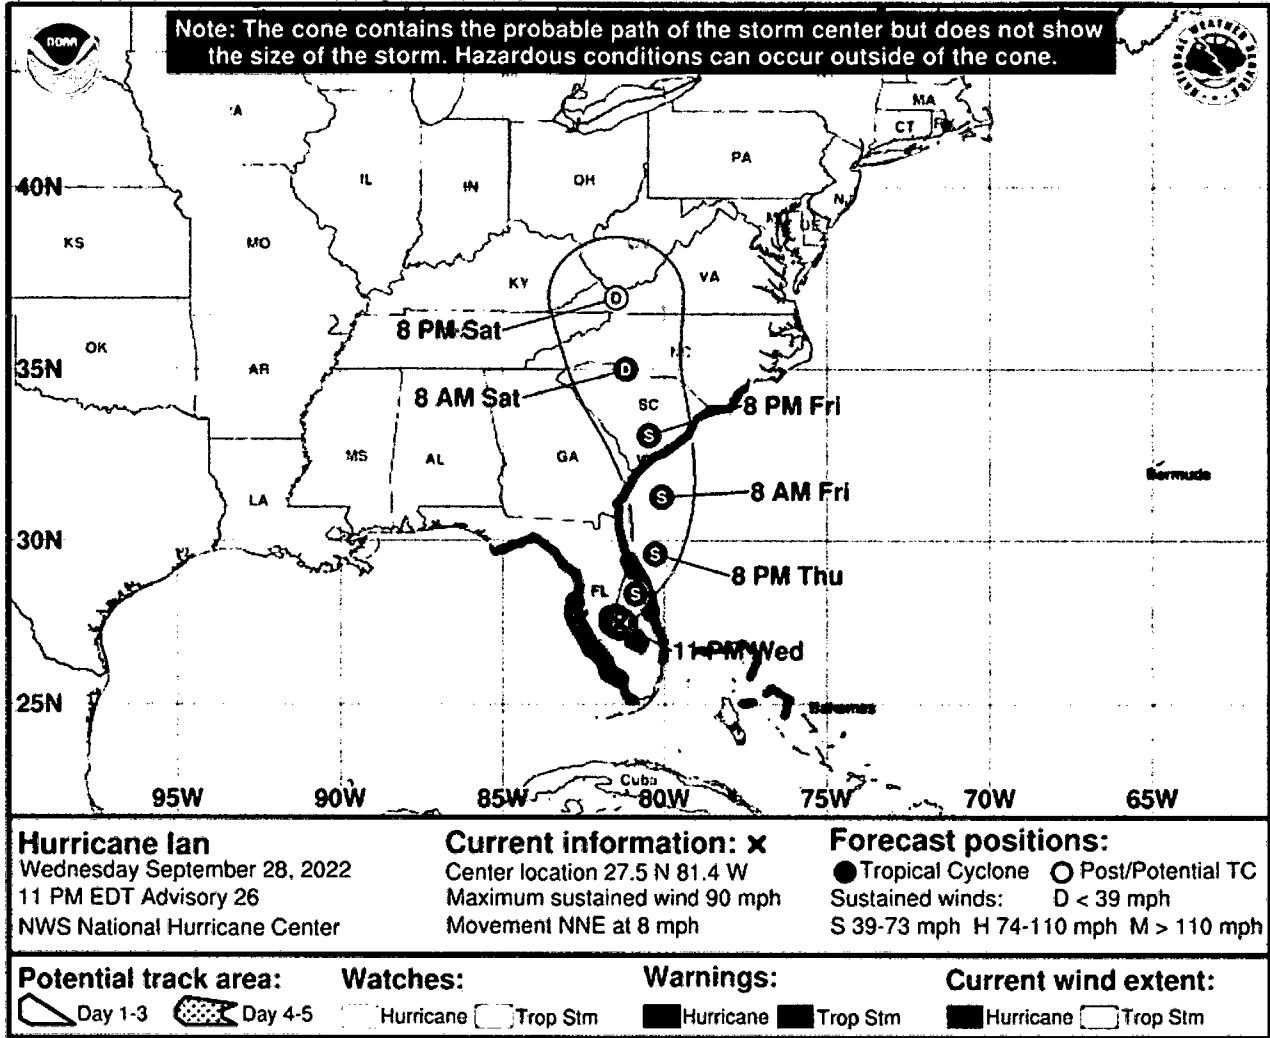 Note: The cone contains the probable path of the storm center but does not show
the size of the storm. Hazardous conditions can occur outside of the cone.
NOAA
NATIONAL WEATHER SERVICE
MA
CT
PA
IL
IN
OH
40N
KS
MO
DE
KY
VA
8 PM Sat
OK
AR
35N
8 AM Sat
SC
8 PM Fri
MS
AL
GA
8 AM Fri
Bermuda
LA
30N
8 PM Thu
FL
11 PM Wed
25N
Bahamas
Cuba
95W
90W
85W
80W
75W
70W
65W
Hurricane Ian
Wednesday September 28, 2022
11 PM EDT Advisory 26
NWS National Hurricane Center
Current information: x
Center location 27.5 N 81.4 W
Maximum sustained wind 90 mph
Movement NNE at 8 mph
Forecast positions:
Tropical Cyclone Post/Potential TC
Sustained winds: D < 39 mph
S 39-73 mph H 74-110 mph M > 110 mph
Potential track area:
Day 1-3 Day 4-5
Watches:
Hurricane Trop Stm
Warnings:
Hurricane Trop Stm
Current wind extent:
Hurricane Trop Stm
D
D
S
S
S
S